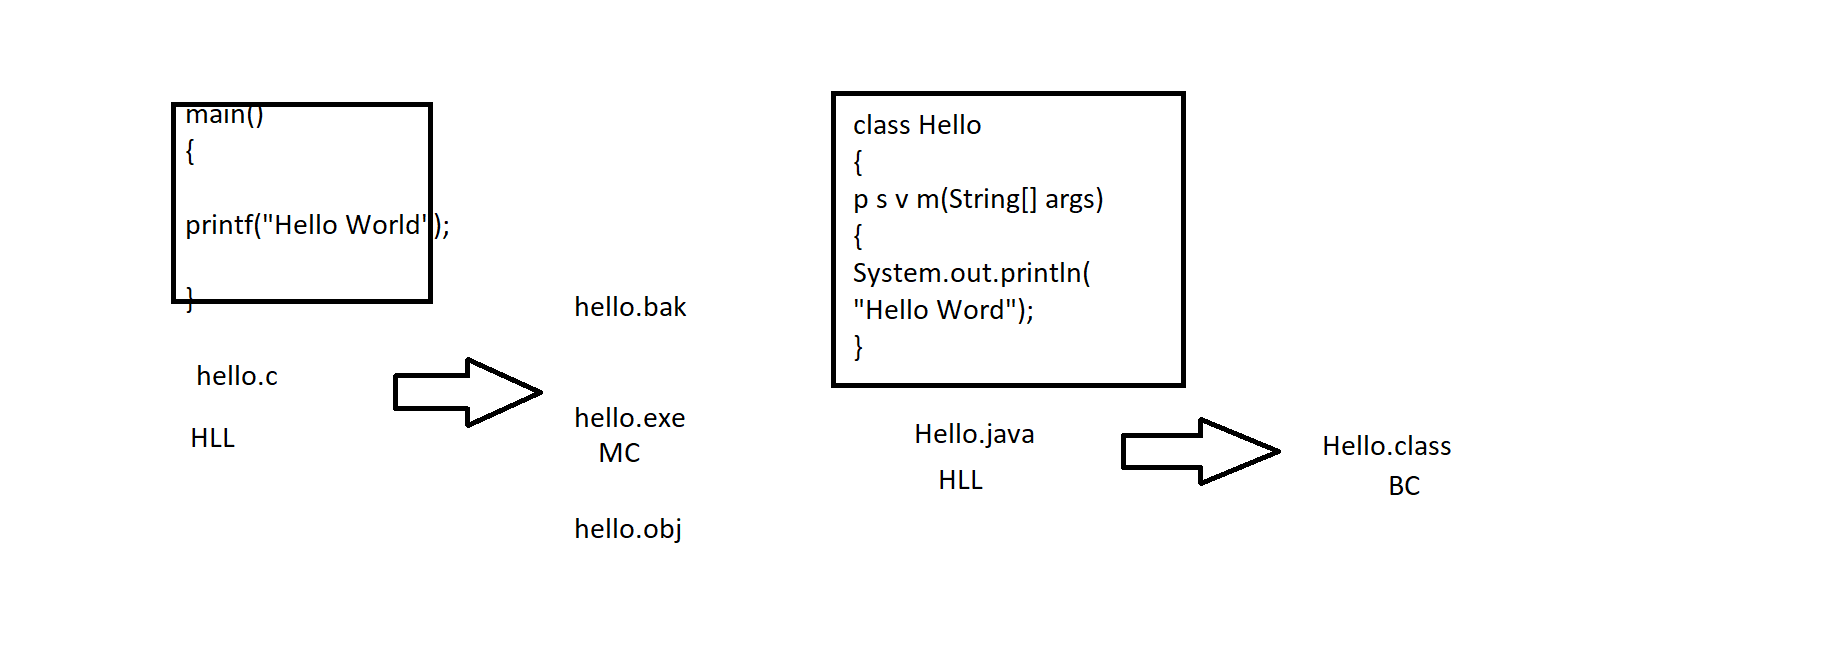 main()
{
printf("Hello World");
}
hello.c
HLL
hello.bak
hello.exe
MC
hello.obj
class Hello
{
p s v m(String[] args)
{
System.out.println(
"Hello Word");
}
Hello.java
HLL
Hello.class
BC